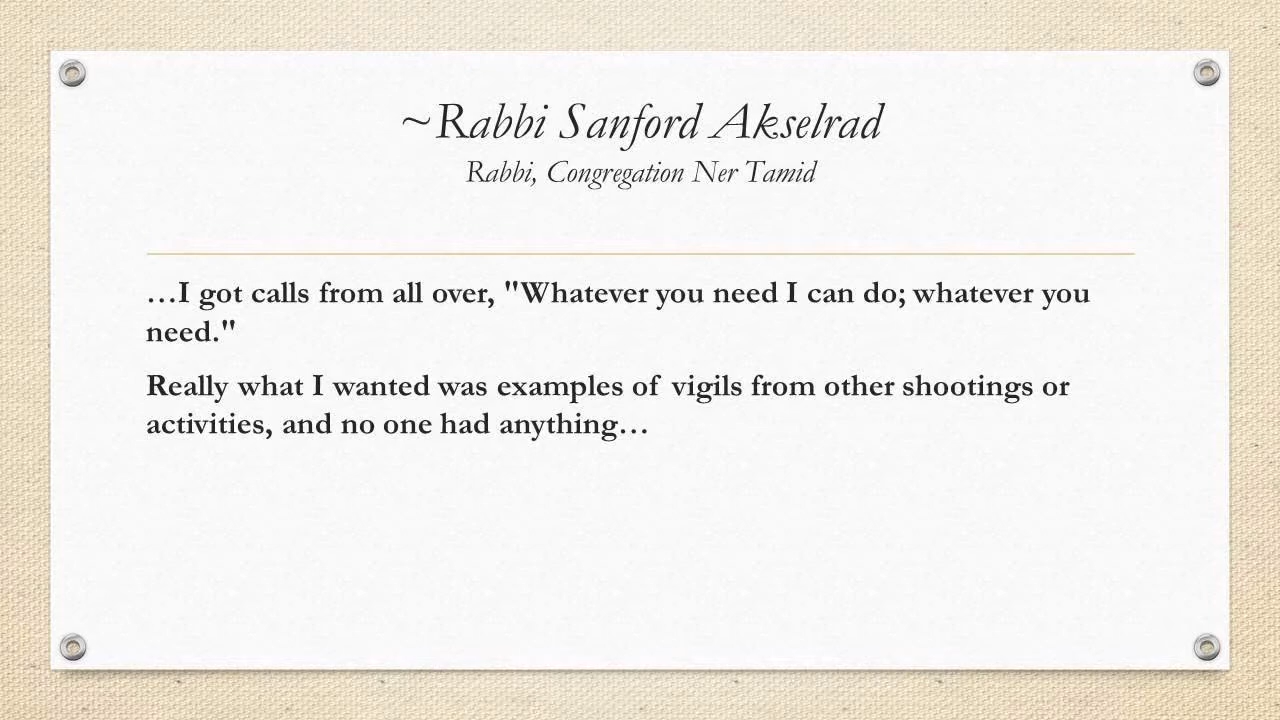 ~Rabbi Sanford Akselrad
Rabbi, Congregation Ner Tamid
…I got calls from all over, "Whatever you need I can do; whatever you
need."
Really what I wanted was examples of vigils from other shootings or
activities, and no one had anything…